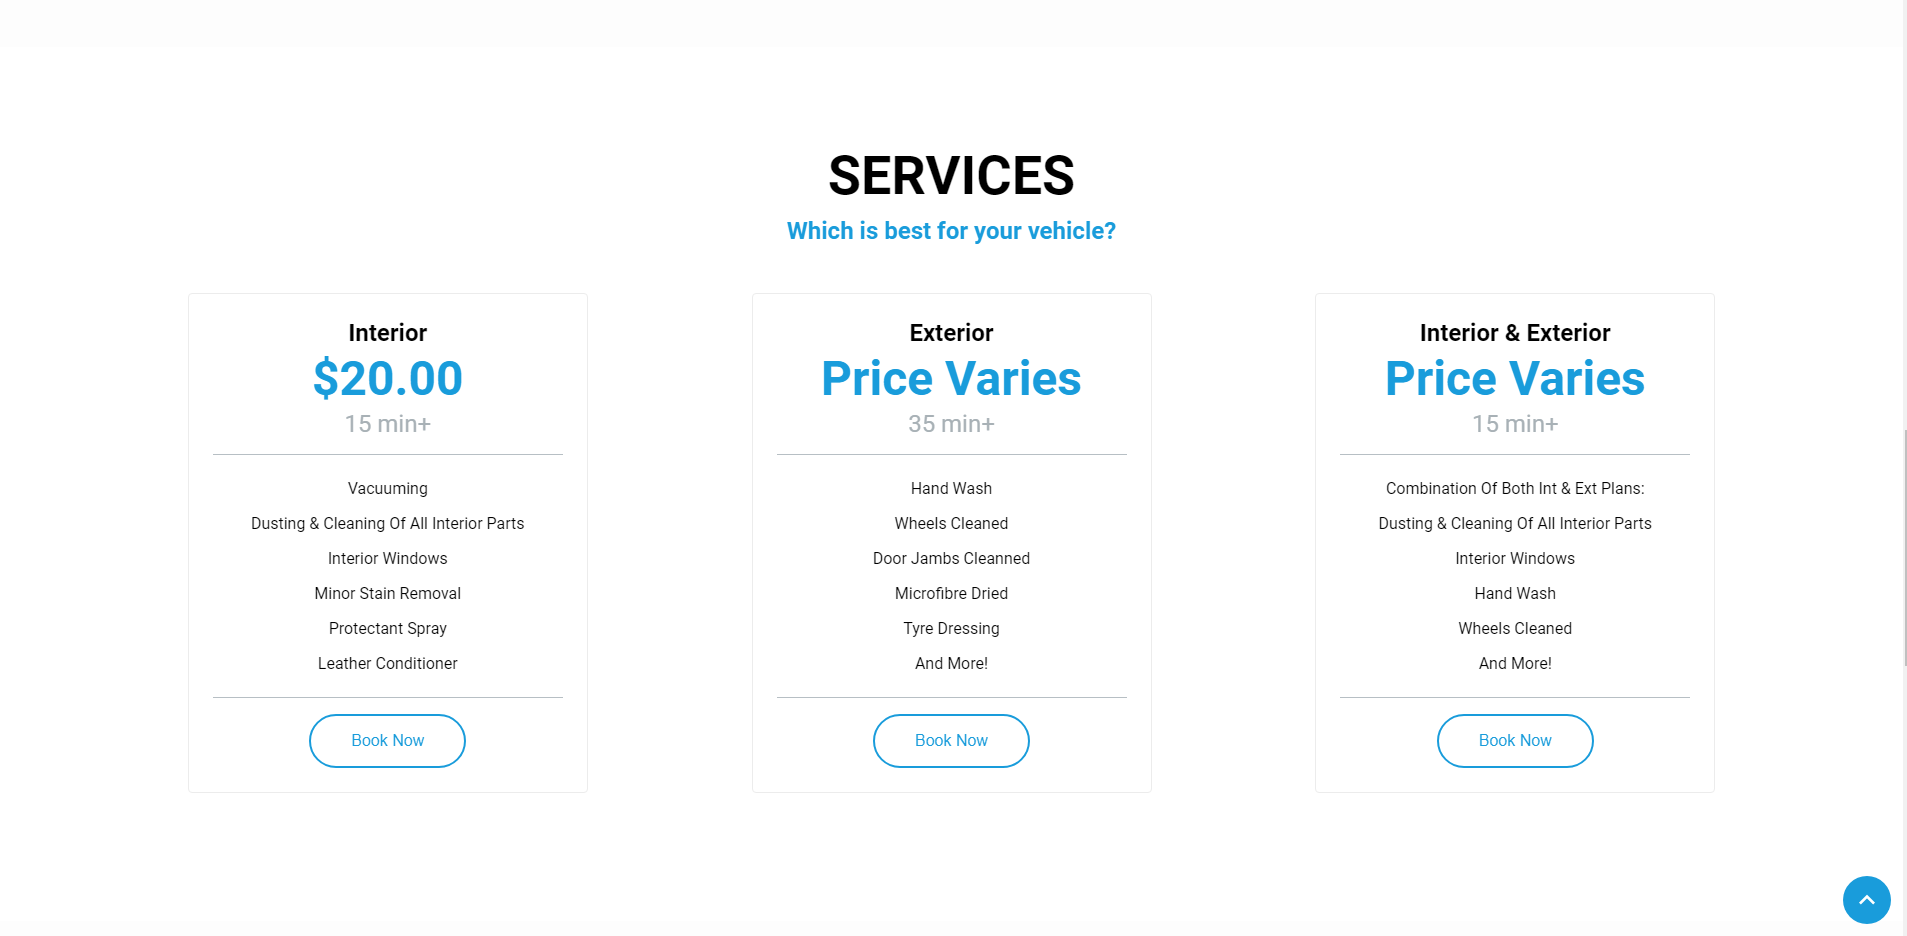 SERVICES
Which is best for your vehicle?
Interior
$20.00
15 min+
Vacuuming
Dusting & Cleaning Of All Interior Parts
Interior Windows
Minor Stain Removal
Protectant Spray
Leather Conditioner
Book Now
Exterior
Price Varies
35 min+
Hand Wash
Wheels Cleaned
Door Jambs Cleanned
Microfibre Dried
Tyre Dressing
And More!
Book Now
Interior & Exterior
Price Varies
15 min+
Combination Of Both Int & Ext Plans:
Dusting & Cleaning Of All Interior Parts
Interior Windows
Hand Wash
Wheels Cleaned
And More!
Book Now